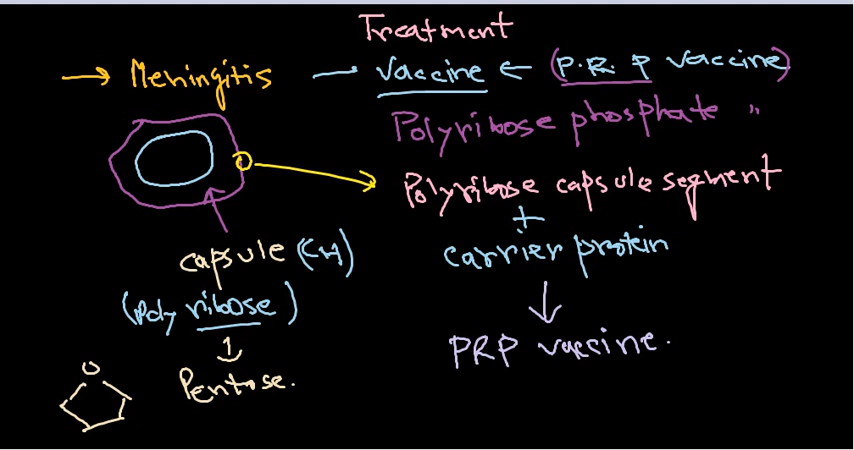 Treatment
→ Meningitis — Vaccine ← (P.R.P vaccine)
Polyribose phosphate "
Polyribose capsule segment
+
carrier protein
↓
PRP vaccine.
capsule (CH)
(Poly ribose)
↓
Pentose.
O